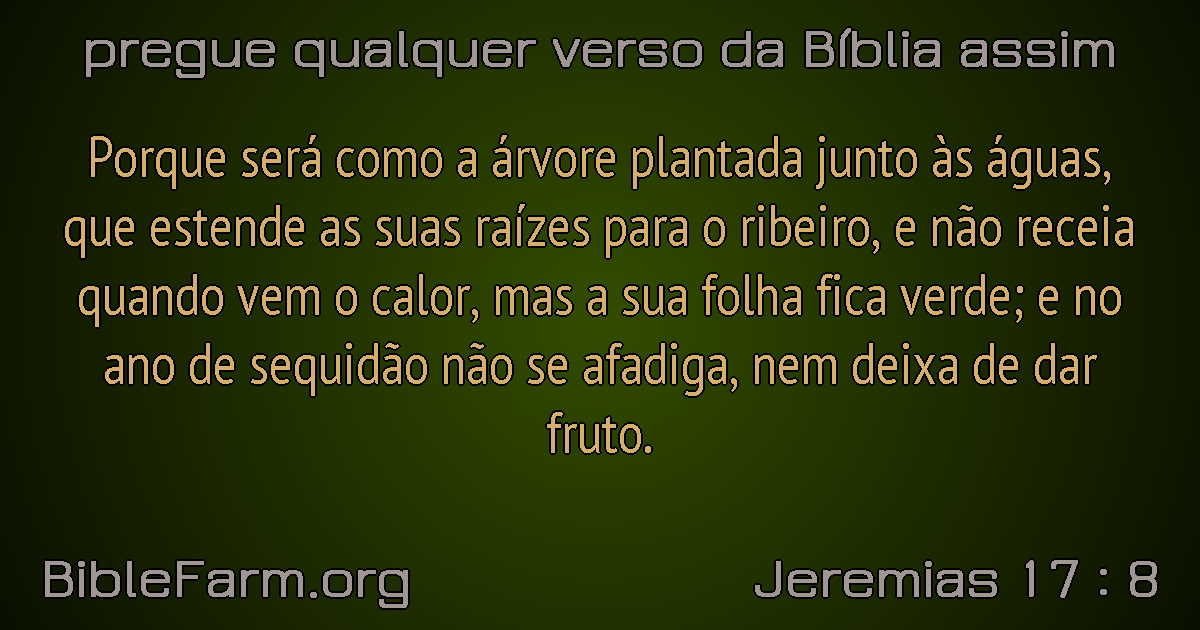 pregue qualquer verso da Bíblia assim
Porque será como a árvore plantada junto às águas,
que estende as suas raízes para o ribeiro, e não receia
quando vem o calor, mas a sua folha fica verde; e no
ano de sequidão não se afadiga, nem deixa de dar
fruto.
BibleFarm.org
Jeremias 17 : 8